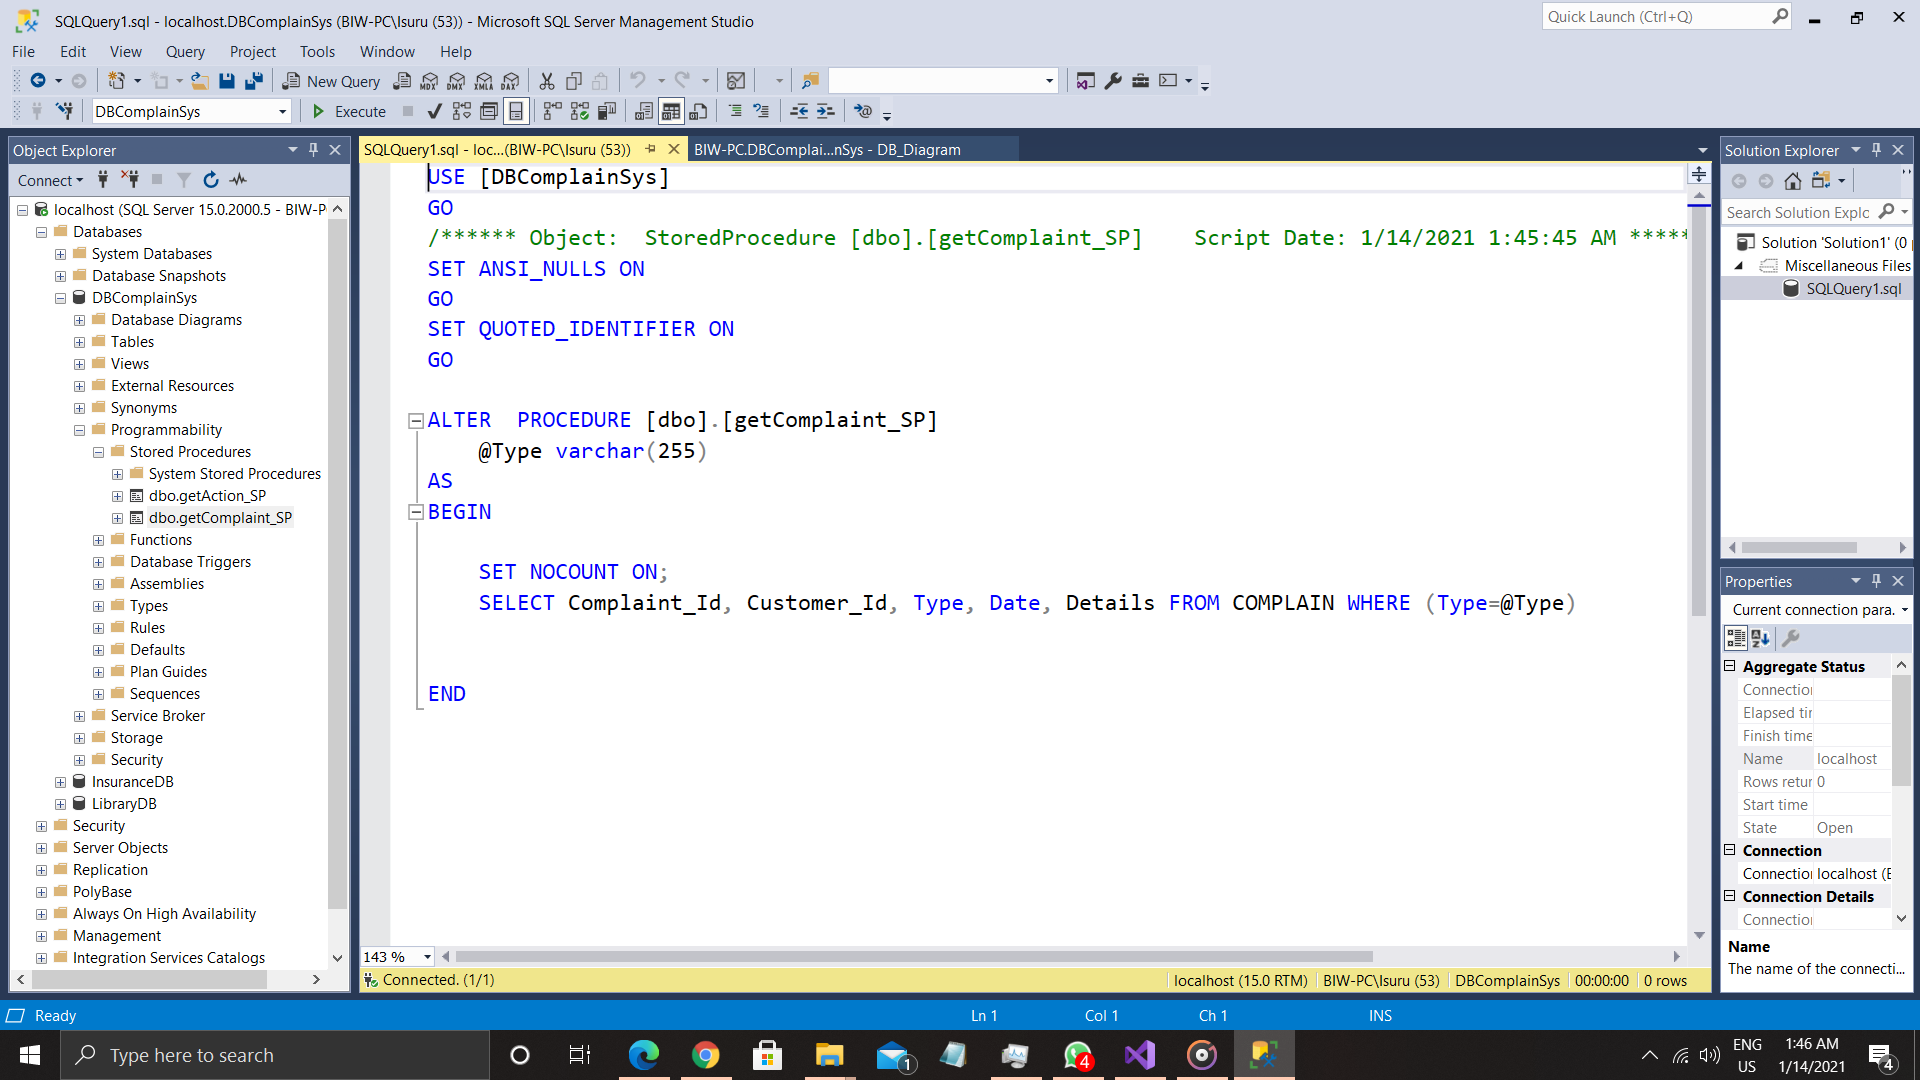 SQLQuery1.sql - localhost.DBComplainSys (BIW-PC\Isuru (53)) - Microsoft SQL Server Management Studio
Quick Launch (Ctrl+Q)
File Edit View Query Project Tools Window Help
New Query
MDX DMX XMLA DAX
DBComplainSys
Execute
Object Explorer
Connect
localhost (SQL Server 15.0.2000.5 - BIW-P
Databases
System Databases
Database Snapshots
DBComplainSys
Database Diagrams
Tables
Views
External Resources
Synonyms
Programmability
Stored Procedures
System Stored Procedures
dbo.getAction_SP
dbo.getComplaint_SP
Functions
Database Triggers
Assemblies
Types
Rules
Defaults
Plan Guides
Sequences
Service Broker
Storage
Security
InsuranceDB
LibraryDB
Security
Server Objects
Replication
PolyBase
Always On High Availability
Management
Integration Services Catalogs
SQLQuery1.sql - loc...(BIW-PC\Isuru (53))
BIW-PC.DBComplai...nSys - DB_Diagram
USE [DBComplainSys]
GO
/****** Object:  StoredProcedure [dbo].[getComplaint_SP]    Script Date: 1/14/2021 1:45:45 AM *****
SET ANSI_NULLS ON
GO
SET QUOTED_IDENTIFIER ON
GO
ALTER  PROCEDURE [dbo].[getComplaint_SP]
@Type varchar(255)
AS
BEGIN
SET NOCOUNT ON;
SELECT Complaint_Id, Customer_Id, Type, Date, Details FROM COMPLAIN WHERE (Type=@Type)
END
143 %
Connected. (1/1)
localhost (15.0 RTM)
BIW-PC\Isuru (53)
DBComplainSys
00:00:00
0 rows
Solution Explorer
Search Solution Explo
Solution 'Solution1' (0
Miscellaneous Files
SQLQuery1.sql
Properties
Current connection para.
Aggregate Status
Connection
Elapsed tir
Finish time
Name localhost
Rows retur 0
Start time
State Open
Connection
Connection localhost (E
Connection Details
Connection
Name
The name of the connecti...
Ready
Ln 1
Col 1
Ch 1
INS
Type here to search
1
4
ENG
US
1:46 AM
1/14/2021
4